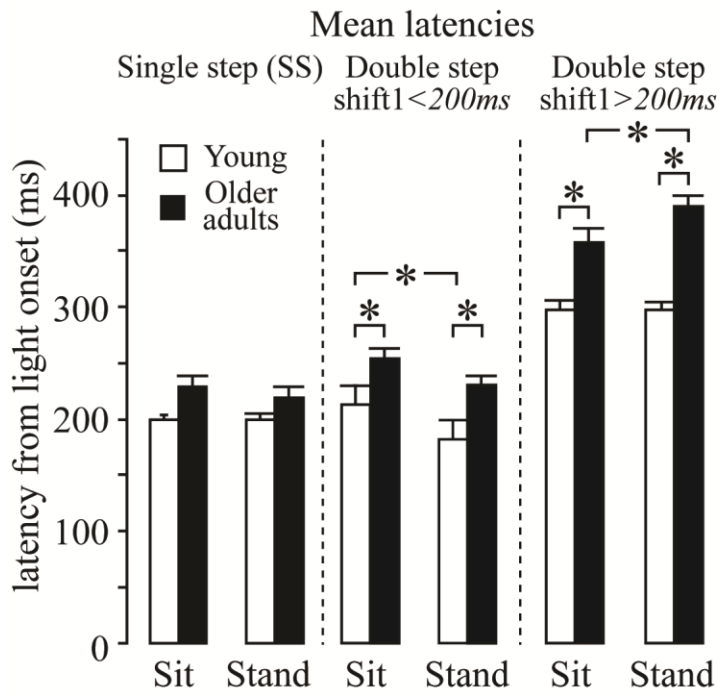 Mean latencies
Single step (SS)
Double step
shift1<200ms
Double step
shift1>200ms
Young
Older
adults
latency from light onset (ms)
400
300
200
100
0
*
*
*
*
*
*
Sit
Stand
Sit
Stand
Sit
Stand